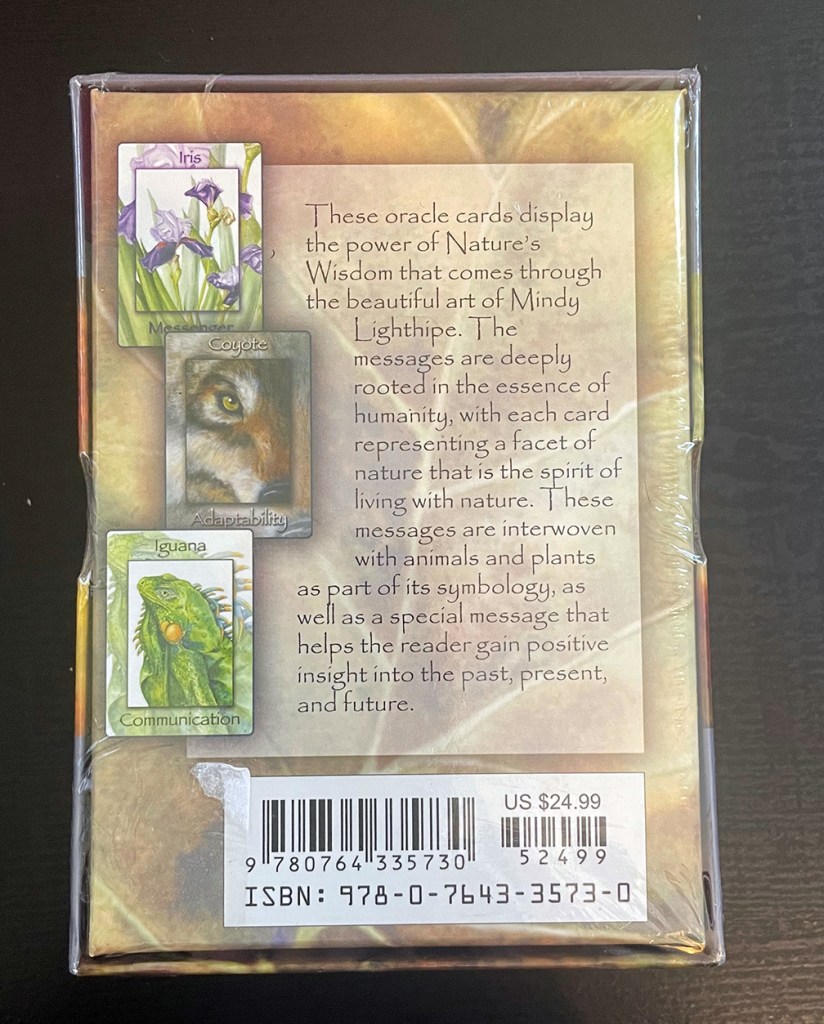 Iris
Messenger
Coyote
Adaptability
Iguana
Communication
These oracle cards display
the power of Nature's
Wisdom that comes through
the beautiful art of Mindy
Lighthipe. The
messages are deeply
rooted in the essence of
humanity, with each card
representing a facet of
nature that is the spirit of
living with nature. These
messages are interwoven
with animals and plants
as part of its symbology, as
well as a special message that
helps the reader gain positive
insight into the past, present,
and future.
US $24.99
9 780764 335730
52499
ISBN: 978-0-7643-3573-0